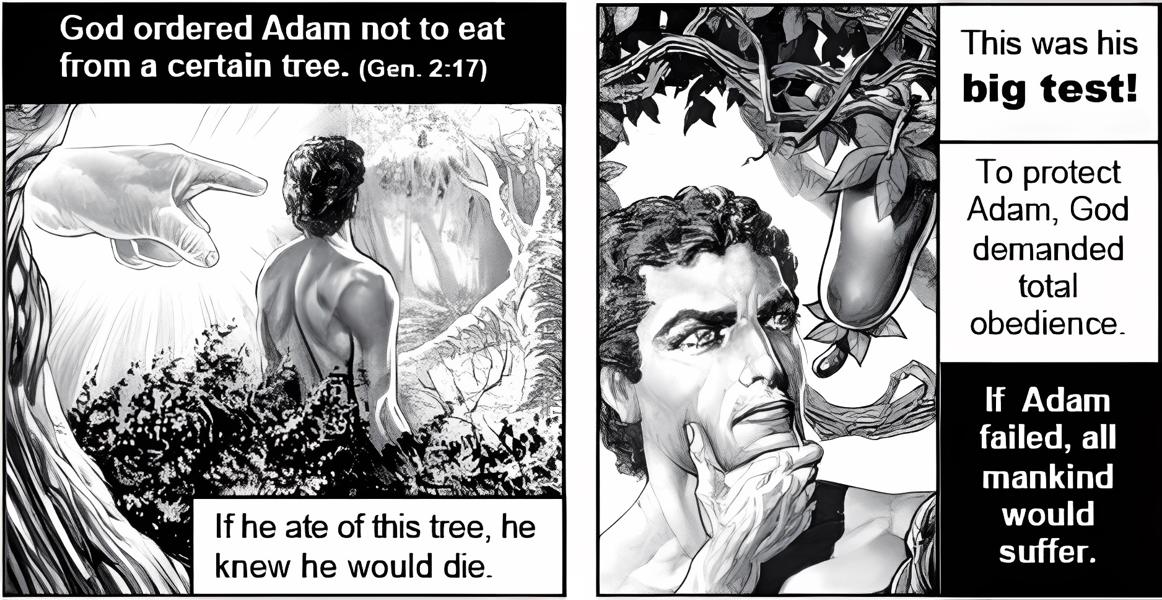 God ordered Adam not to eat
from a certain tree. (Gen. 2:17)
If he ate of this tree, he
knew he would die.
This was his
big test!
To protect
Adam, God
demanded
total
obedience.
If Adam
failed, all
mankind
would
suffer.